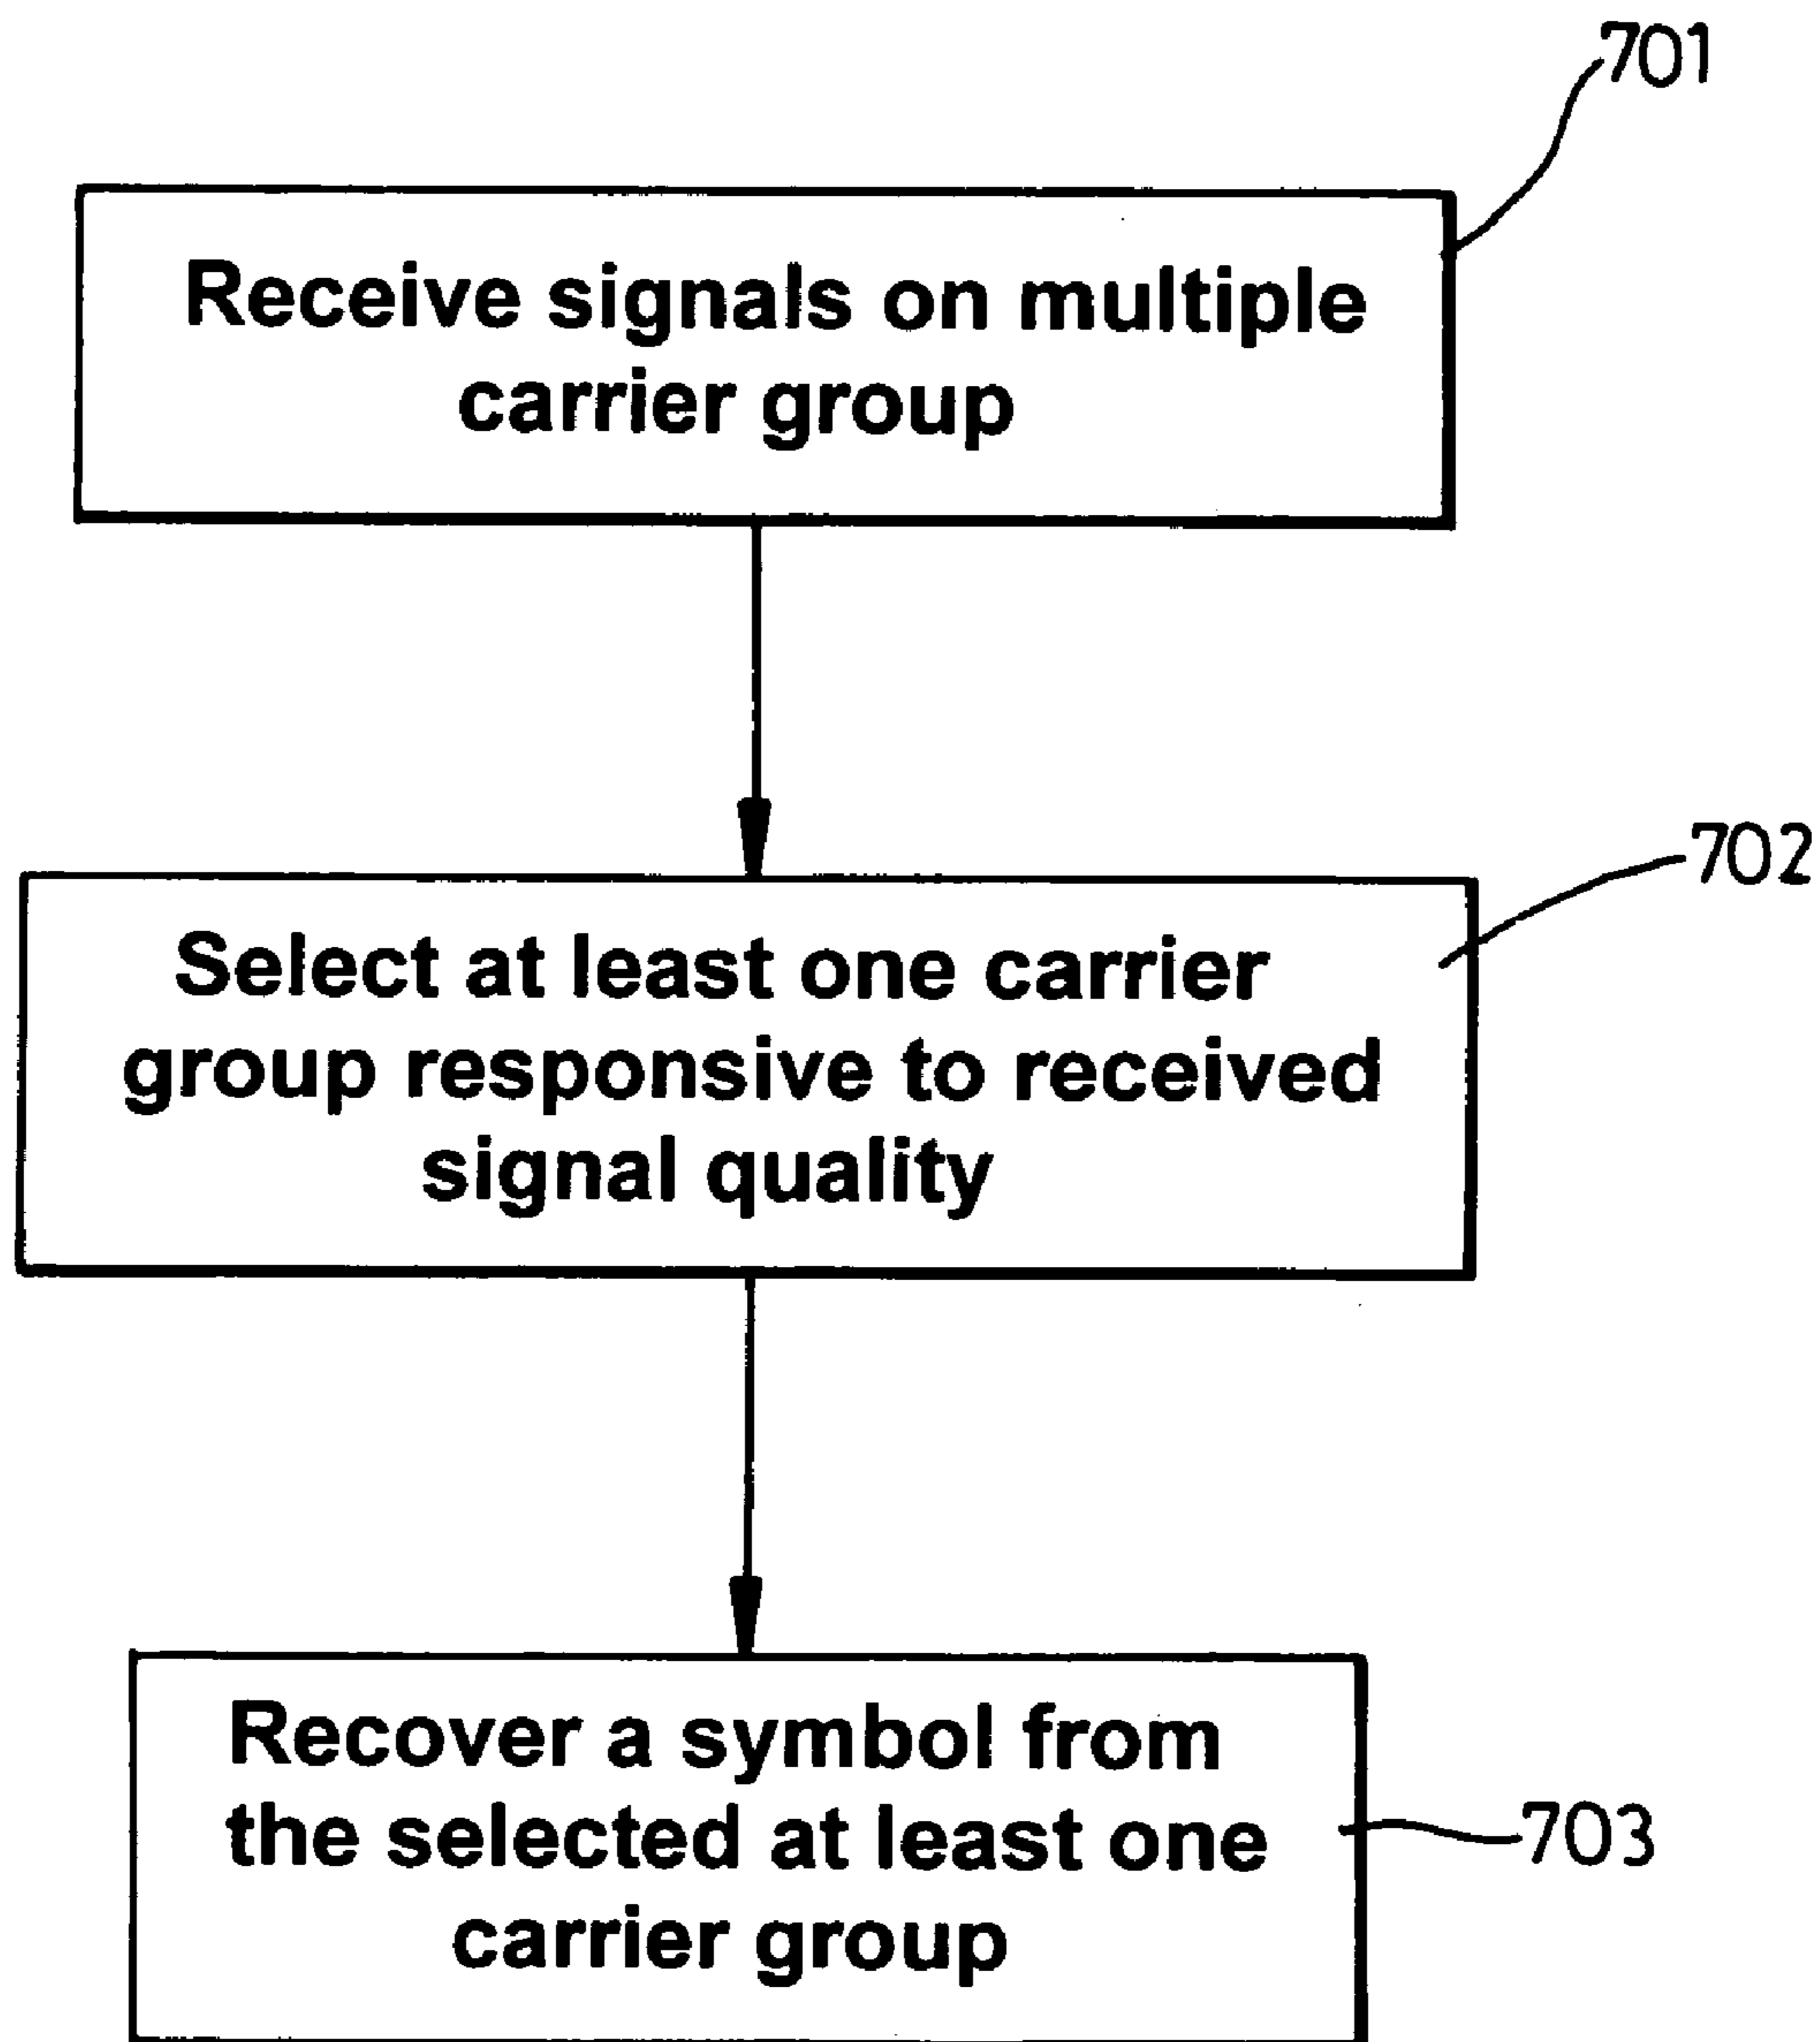 701
Receive signals on multiple
carrier group
702
Select at least one carrier
group responsive to received
signal quality
Recover a symbol from
the selected at least one
carrier group
703